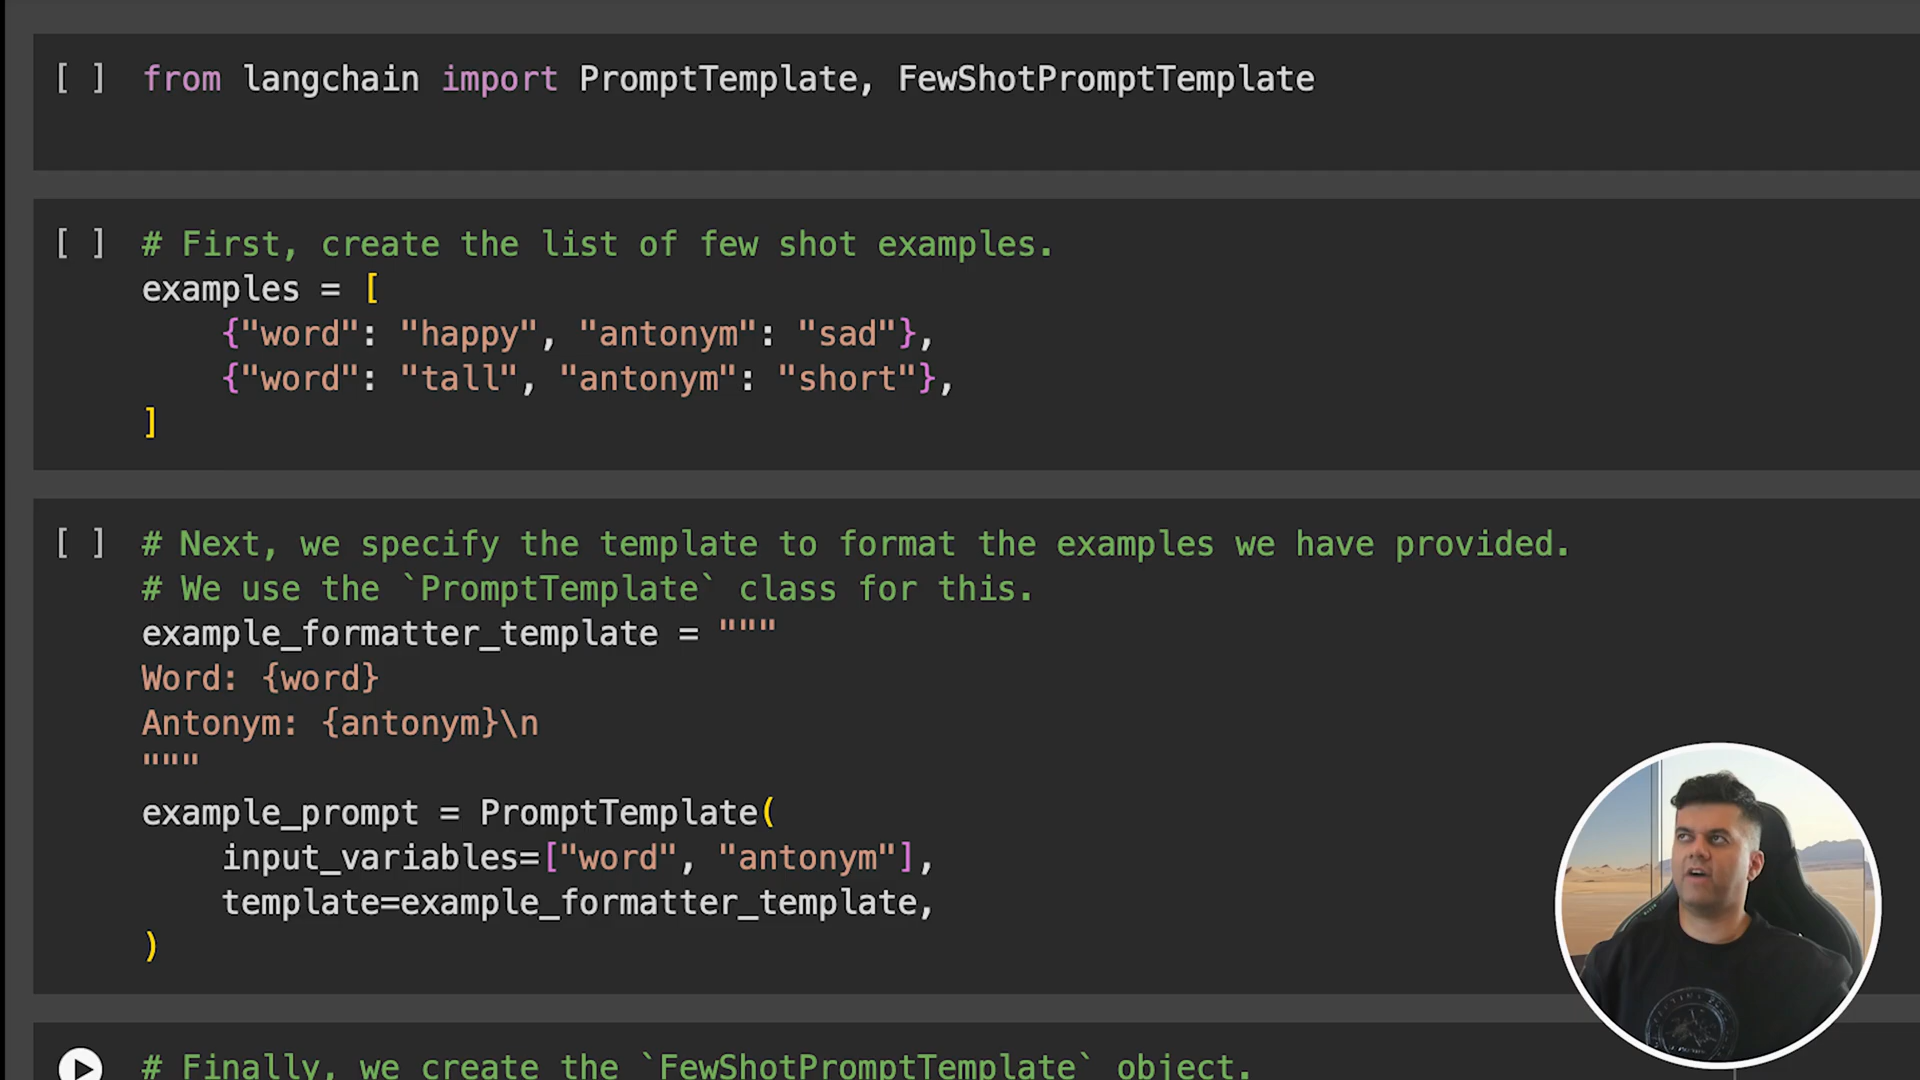 [ ] from langchain import PromptTemplate, FewShotPromptTemplate
[ ] # First, create the list of few shot examples.
examples = [
    {"word": "happy", "antonym": "sad"},
    {"word": "tall", "antonym": "short"},
]
[ ] # Next, we specify the template to format the examples we have provided.
# We use the `PromptTemplate` class for this.
example_formatter_template = """
Word: {word}
Antonym: {antonym}\n
"""
example_prompt = PromptTemplate(
    input_variables=["word", "antonym"],
    template=example_formatter_template,
)
# Finally, we create the `FewShotPromptTemplate` object.